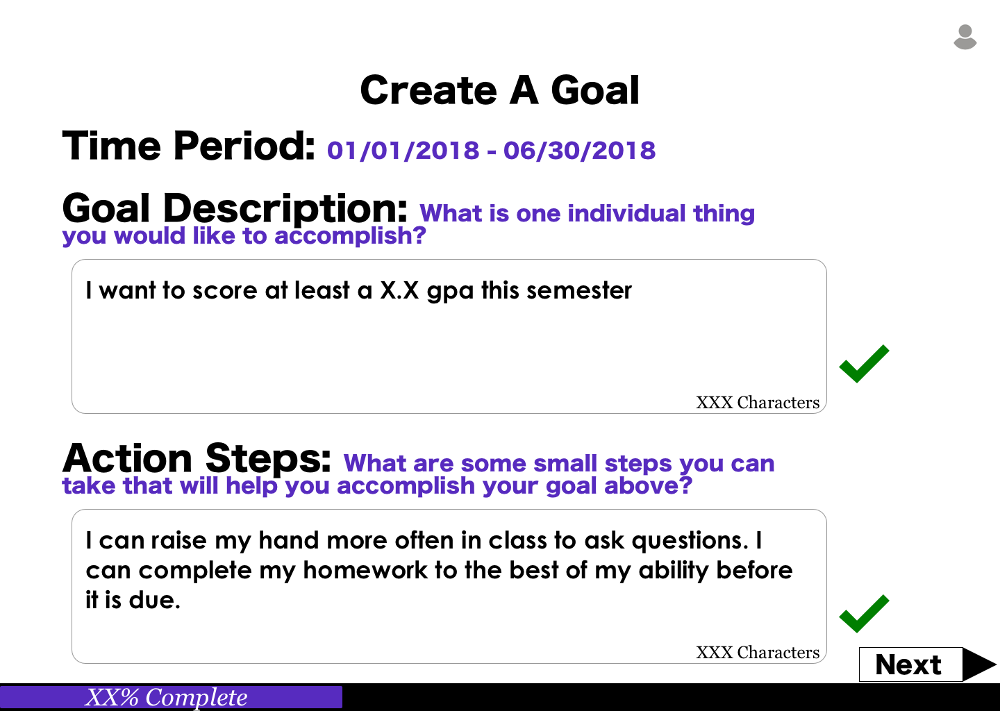 Create A Goal
Time Period: 01/01/2018 - 06/30/2018
Goal Description: What is one individual thing
you would like to accomplish?
I want to score at least a X.X gpa this semester
XXX Characters
Action Steps: What are some small steps you can
take that will help you accomplish your goal above?
I can raise my hand more often in class to ask questions. I
can complete my homework to the best of my ability before
it is due.
XXX Characters
Next
XX% Complete